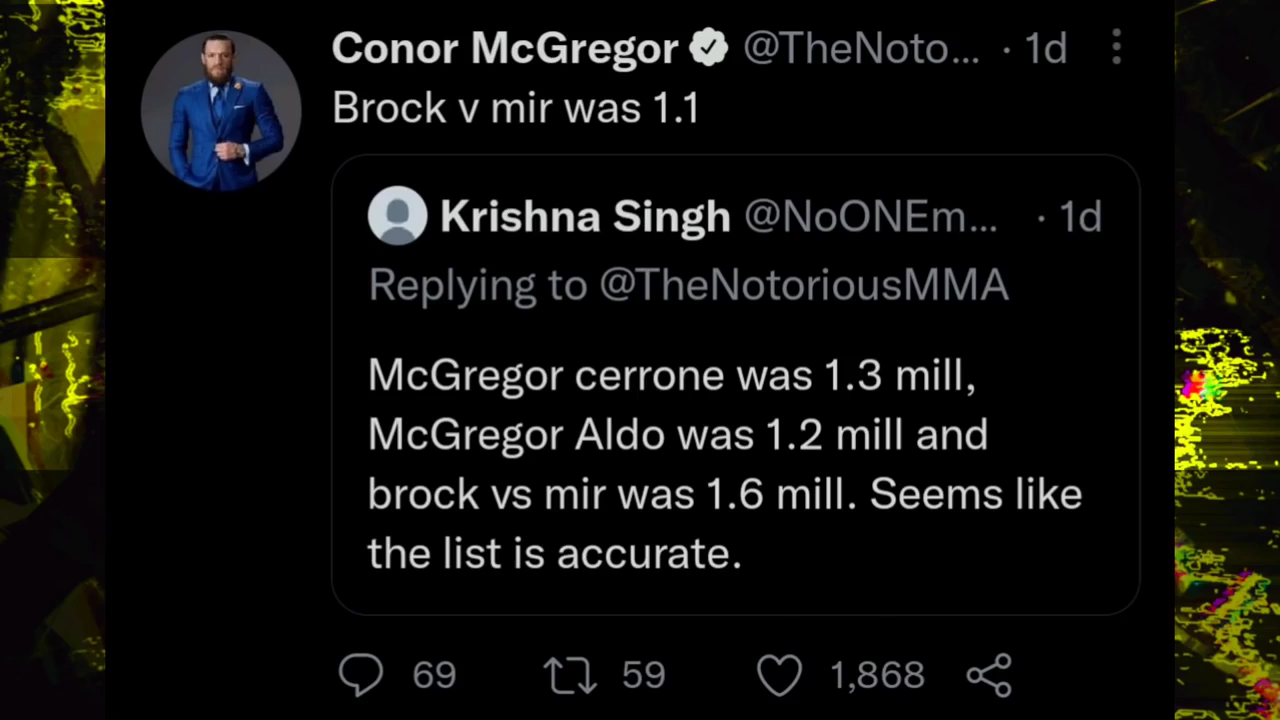 Conor McGregor @TheNoto... · 1d
Brock v mir was 1.1
Krishna Singh @NoONEm... · 1d
Replying to @TheNotoriousMMA
McGregor cerrone was 1.3 mill,
McGregor Aldo was 1.2 mill and
brock vs mir was 1.6 mill. Seems like
the list is accurate.
69 59 1,868